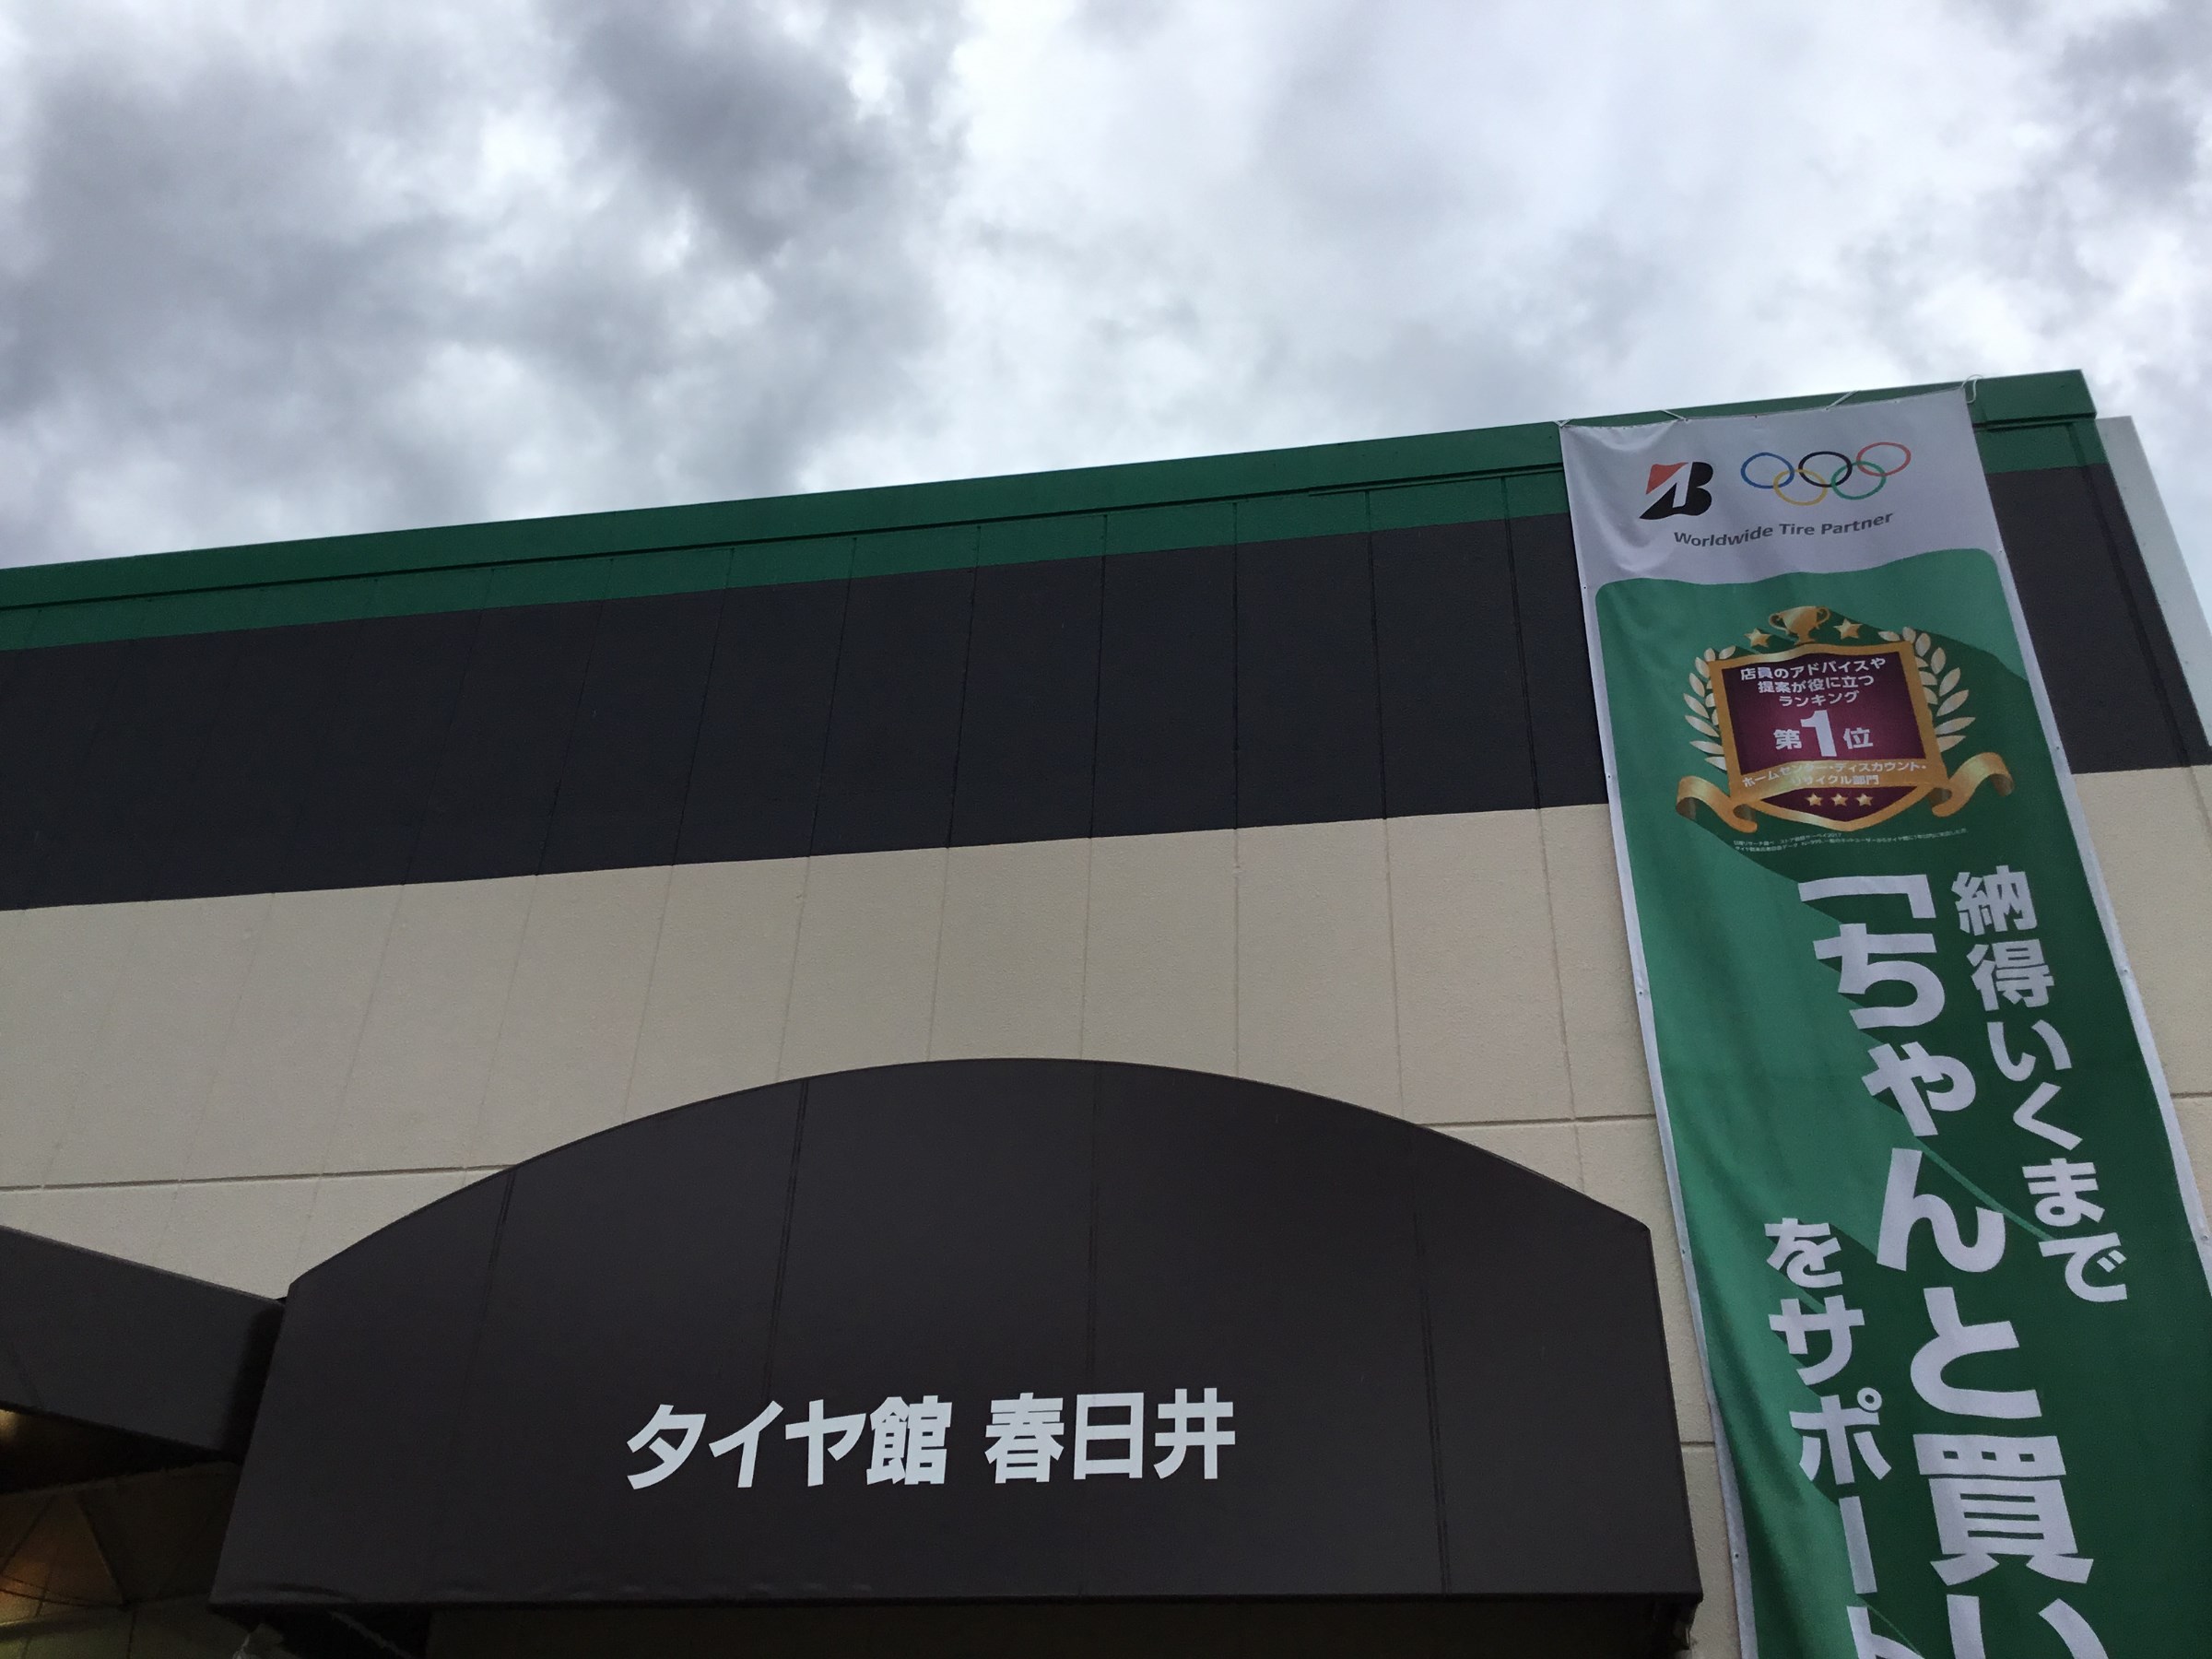 Worldwide Tire Partner
店員のアドバイスや
提案が役に立つ
ランキング
第1位
ホームセンター・ディスカウント・
リサイクル部門
納得いくまで
「ちゃんと買い
をサポート
タイヤ館 春日井